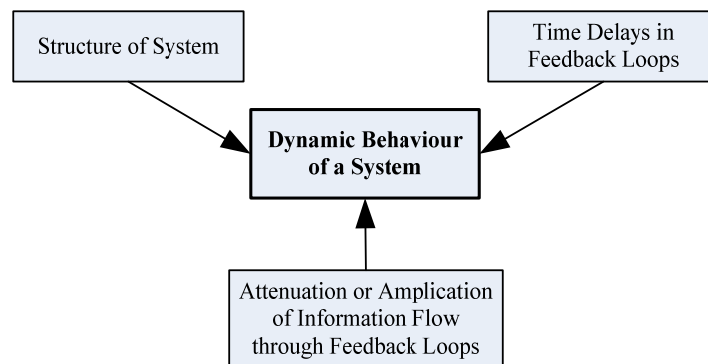 Structure of System
Time Delays in
Feedback Loops
Dynamic Behaviour
of a System
Attenuation or Amplication
of Information Flow
through Feedback Loops